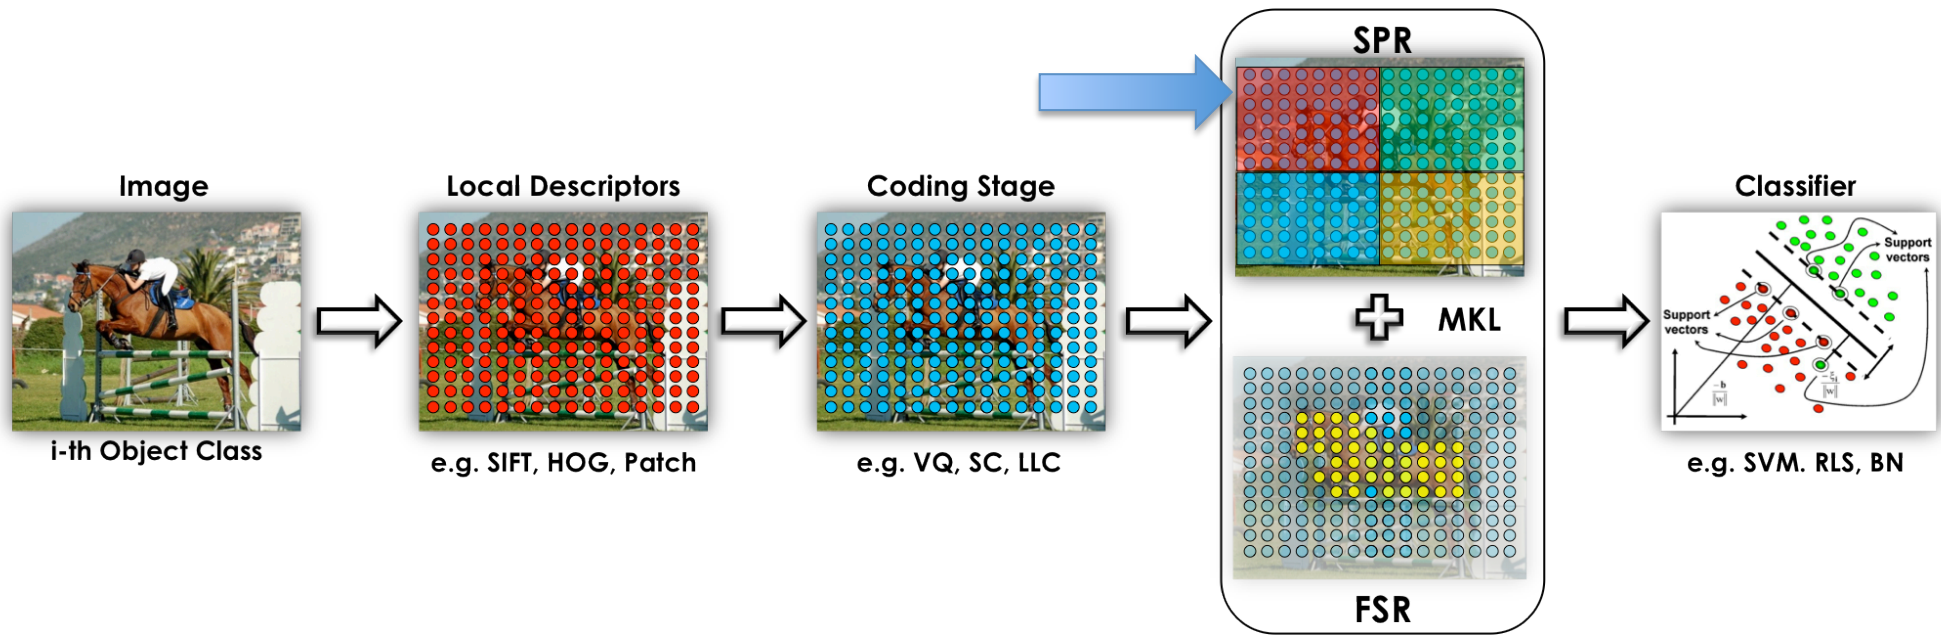 Image
i-th Object Class
Local Descriptors
e.g. SIFT, HOG, Patch
Coding Stage
e.g. VQ, SC, LLC
SPR
MKL
FSR
Classifier
Support
vectors
Support
vectors
-b
‖w‖
e.g. SVM. RLS, BN